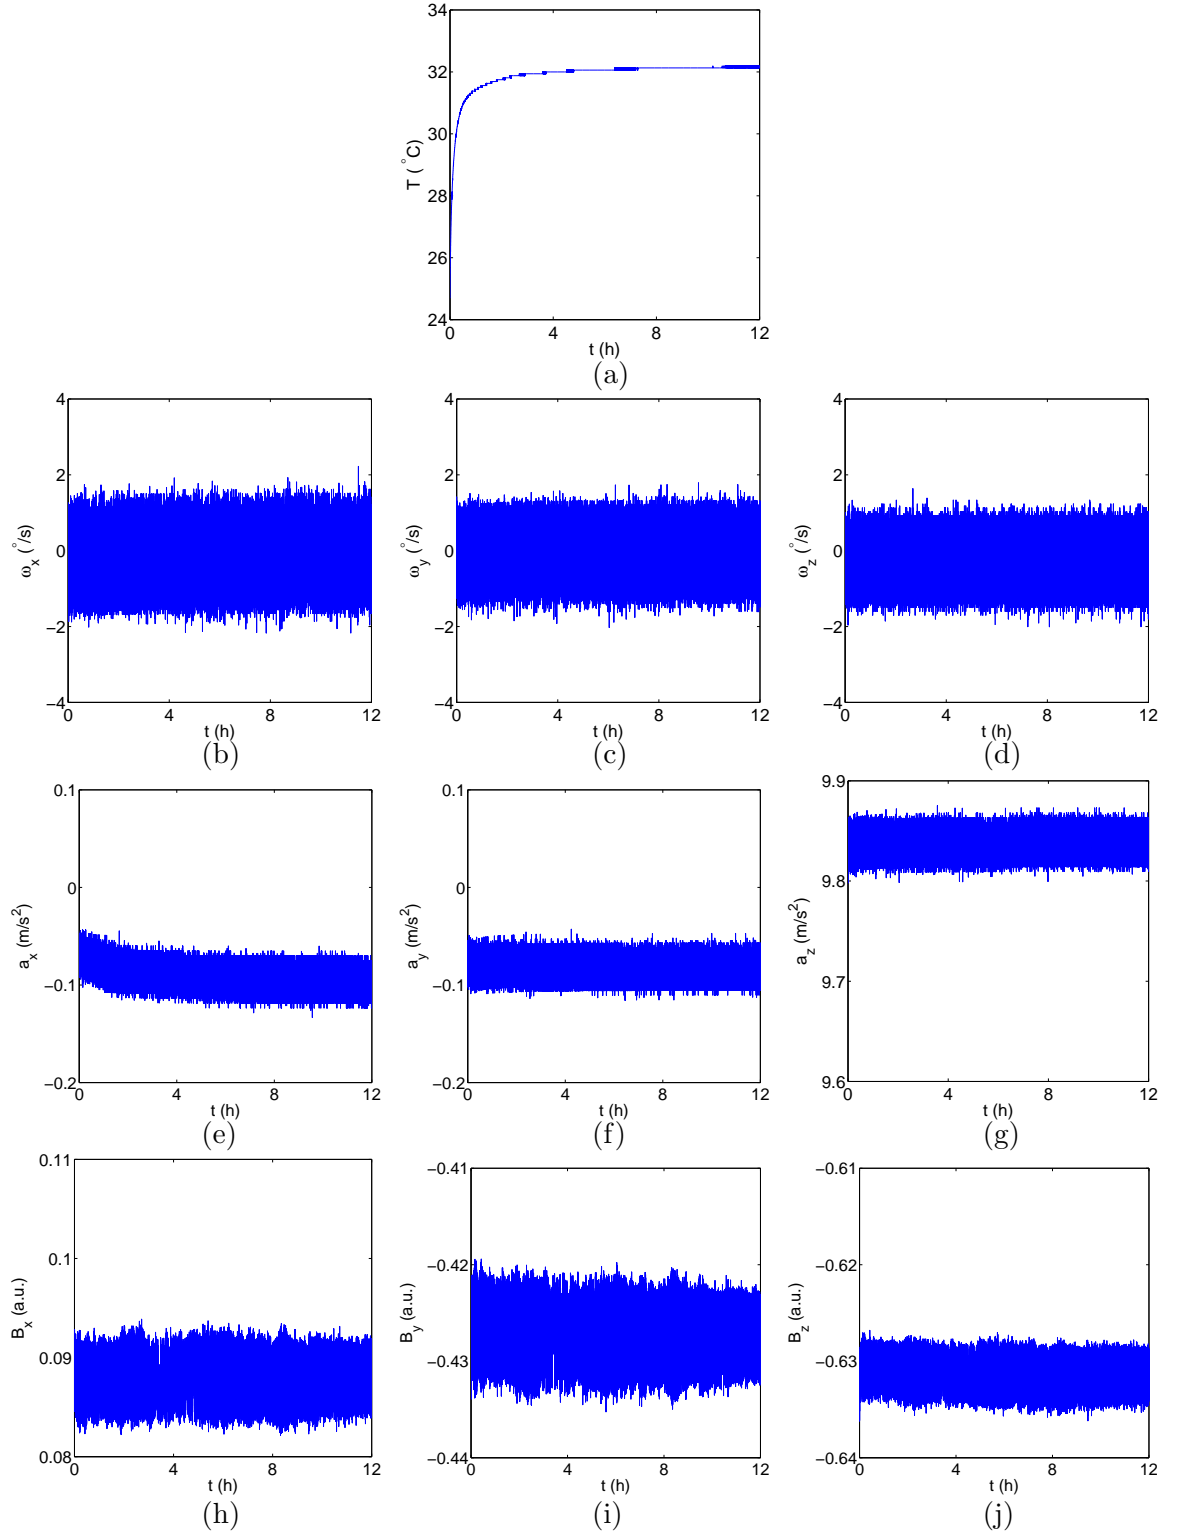 34
32
30
28
26
24
T ( °C)
0 4 8 12
t (h)
(a)
4
2
0
−2
−4
ω_x (°/s)
0 4 8 12
t (h)
(b)
4
2
0
−2
−4
ω_y (°/s)
0 4 8 12
t (h)
(c)
4
2
0
−2
−4
ω_z (°/s)
0 4 8 12
t (h)
(d)
0.1
0
−0.1
−0.2
a_x (m/s²)
0 4 8 12
t (h)
(e)
0.1
0
−0.1
−0.2
a_y (m/s²)
0 4 8 12
t (h)
(f)
9.9
9.8
9.7
9.6
a_z (m/s²)
0 4 8 12
t (h)
(g)
0.11
0.1
0.09
0.08
B_x (a.u.)
0 4 8 12
t (h)
(h)
−0.41
−0.42
−0.43
−0.44
B_y (a.u.)
0 4 8 12
t (h)
(i)
−0.61
−0.62
−0.63
−0.64
B_z (a.u.)
0 4 8 12
t (h)
(j)